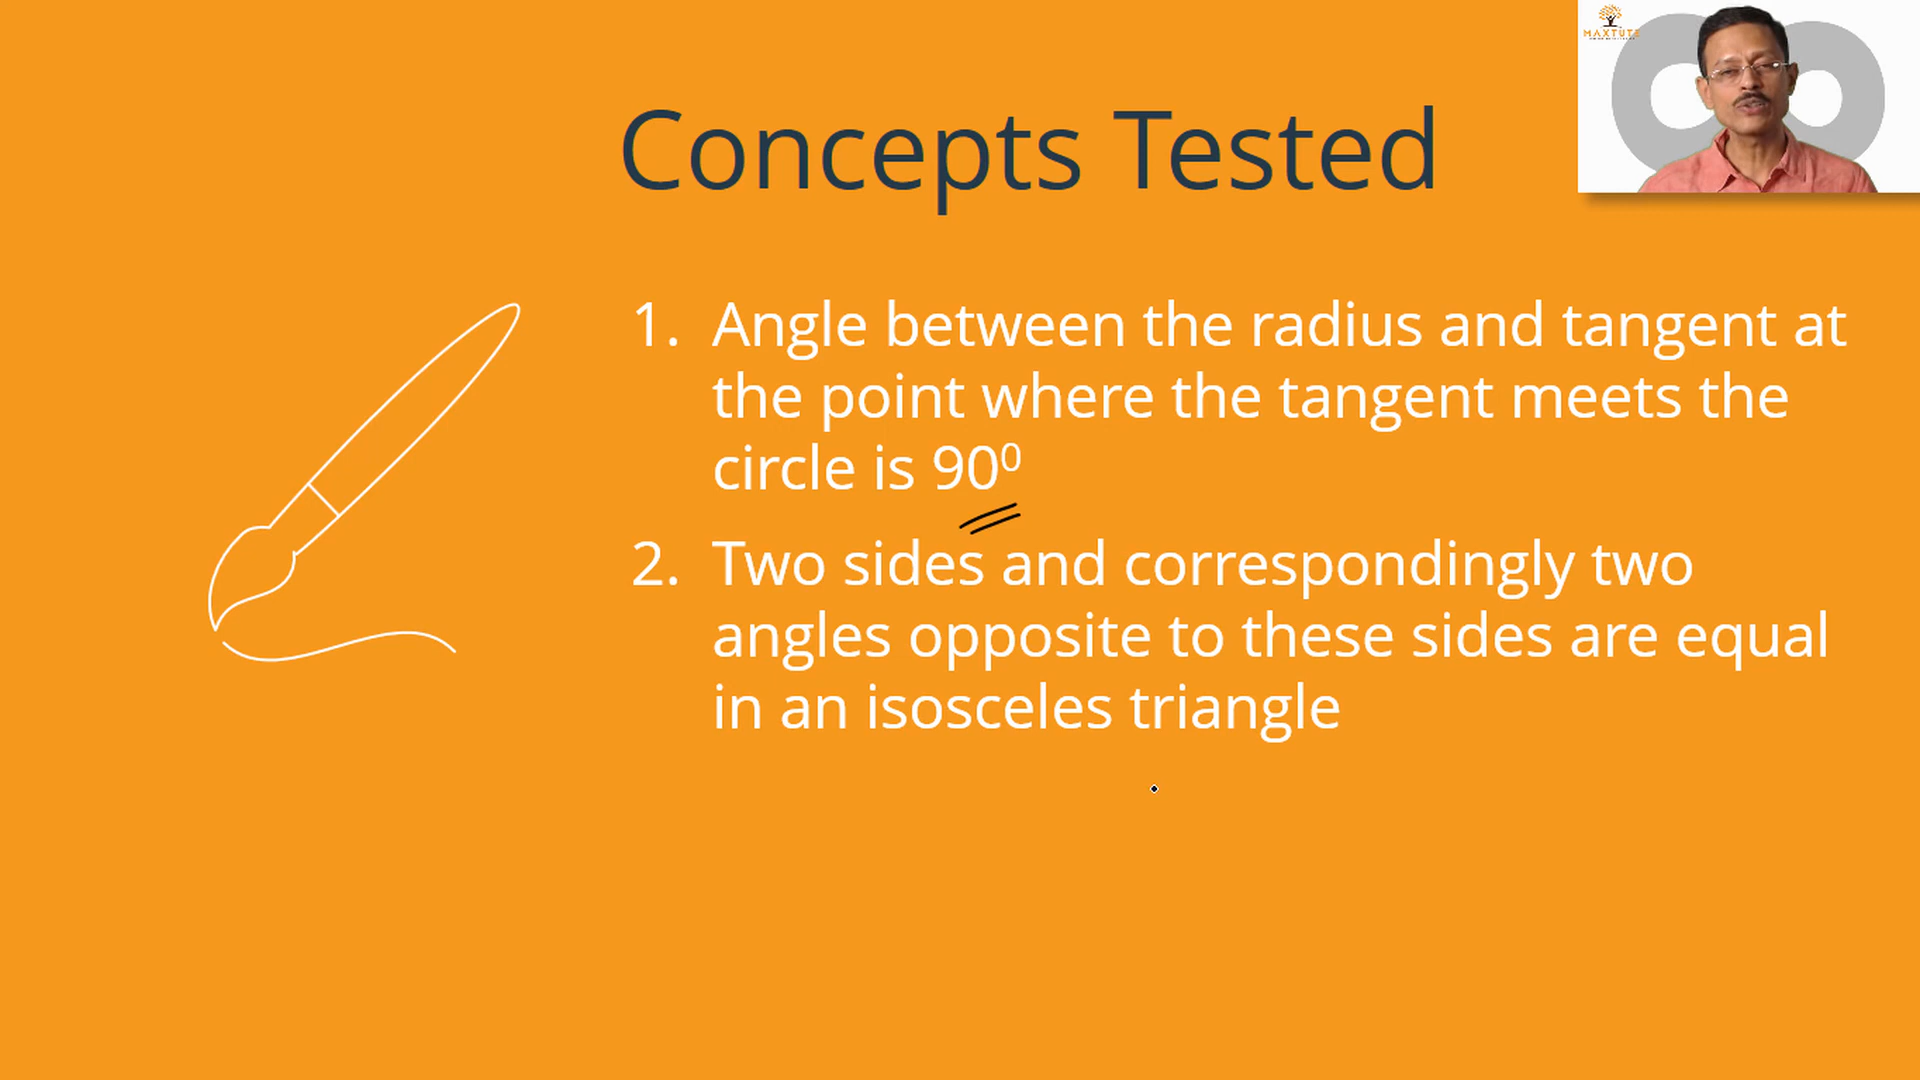 MAXTUTS
Concepts Tested
1. Angle between the radius and tangent at
the point where the tangent meets the
circle is 90⁰
2. Two sides and correspondingly two
angles opposite to these sides are equal
in an isosceles triangle